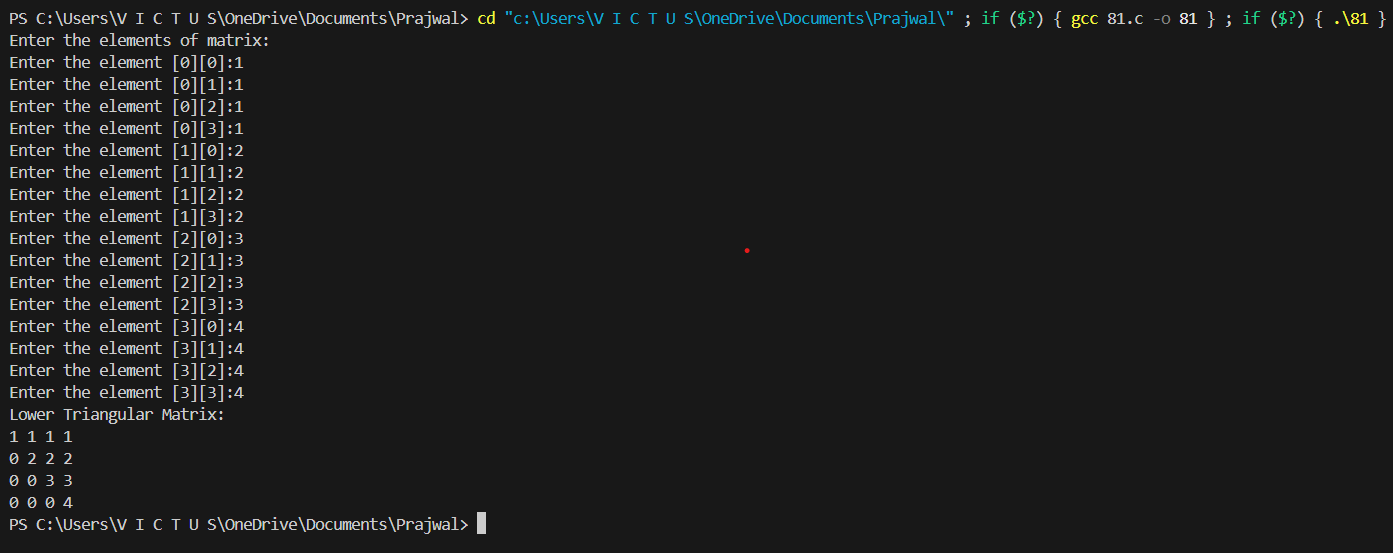 PS C:\Users\V I C T U S\OneDrive\Documents\Prajwal> cd "c:\Users\V I C T U S\OneDrive\Documents\Prajwal\" ; if ($?) { gcc 81.c -o 81 } ; if ($?) { .\81 }
Enter the elements of matrix:
Enter the element [0][0]:1
Enter the element [0][1]:1
Enter the element [0][2]:1
Enter the element [0][3]:1
Enter the element [1][0]:2
Enter the element [1][1]:2
Enter the element [1][2]:2
Enter the element [1][3]:2
Enter the element [2][0]:3
Enter the element [2][1]:3
Enter the element [2][2]:3
Enter the element [2][3]:3
Enter the element [3][0]:4
Enter the element [3][1]:4
Enter the element [3][2]:4
Enter the element [3][3]:4
Lower Triangular Matrix:
1 1 1 1
0 2 2 2
0 0 3 3
0 0 0 4
PS C:\Users\V I C T U S\OneDrive\Documents\Prajwal>